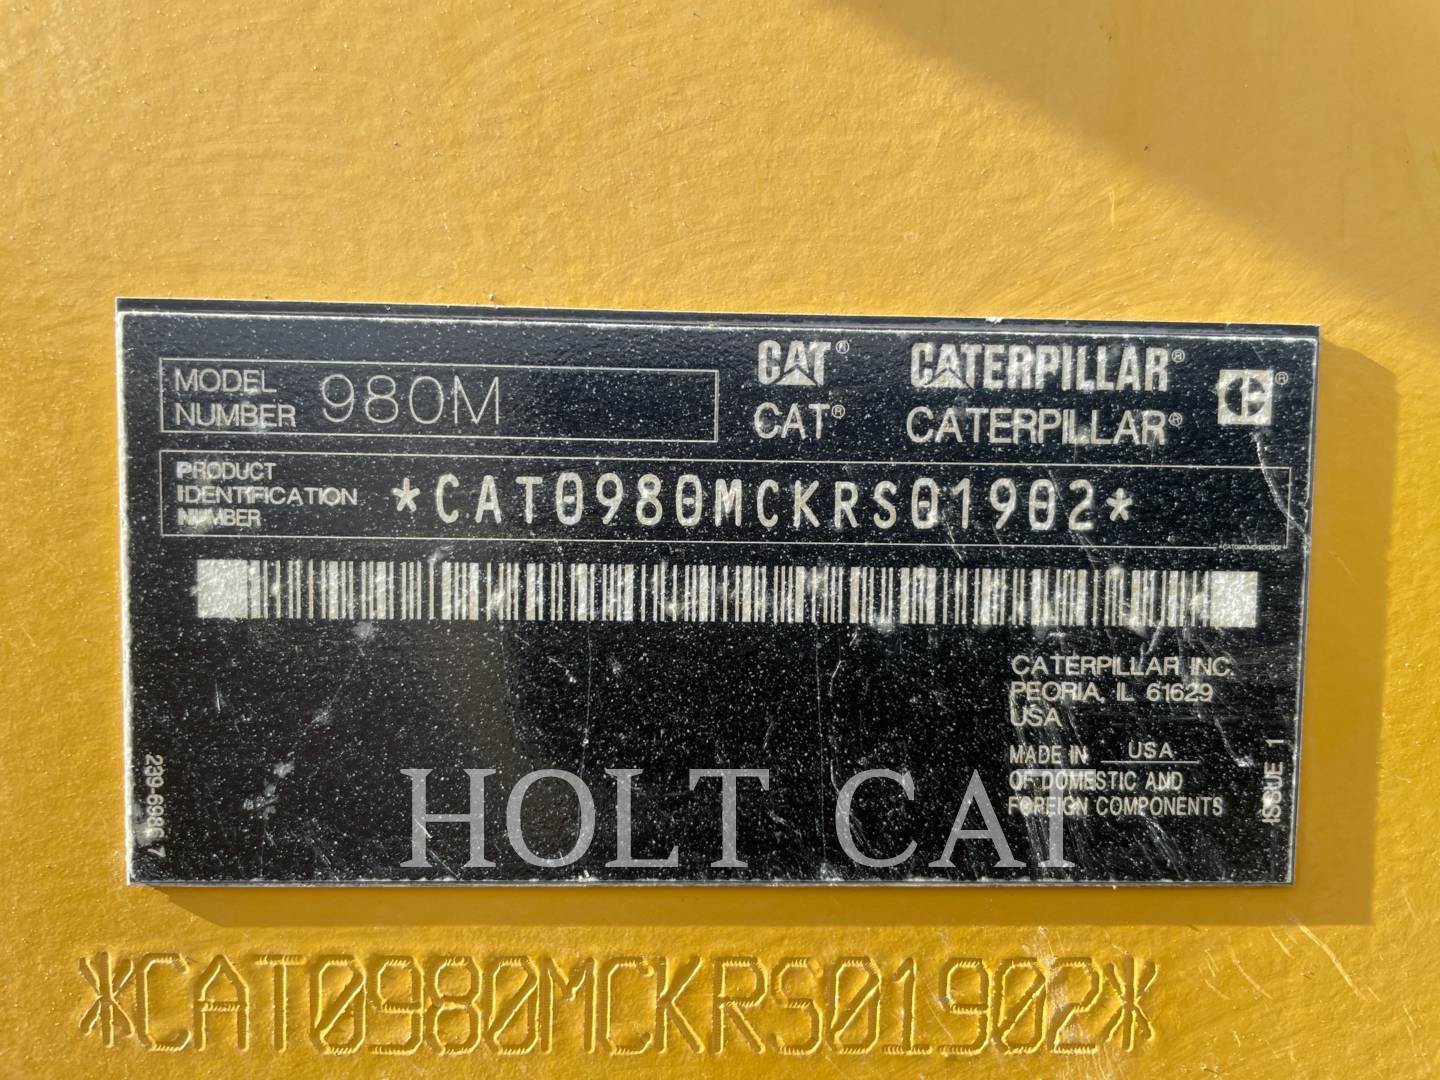 MODEL NUMBER 980M
CAT® CATERPILLAR® CE®
CAT® CATERPILLAR®
PRODUCT IDENTIFICATION NUMBER *CAT0980MCKRS01902*
CATERPILLAR INC.
PEORIA, IL 61629
USA
MADE IN USA
OF DOMESTIC AND
FOREIGN COMPONENTS
ISSUE 1
HOLT CAT
*CAT0980MCKRS01902*